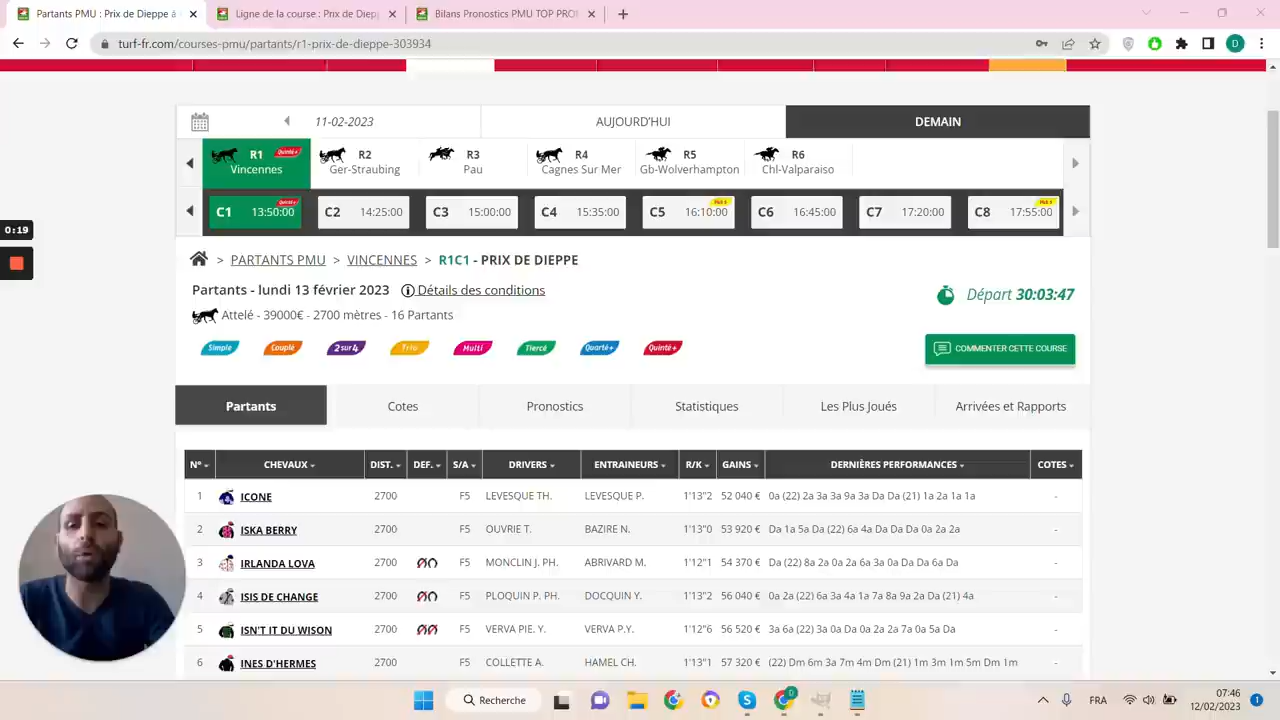 Partants PMU : Prix de Dièppe à
Ligne de la course : Prix de Diep
Bilans Pronostics PMU TOP PRO
turf-fr.com/courses-pmu/partants/r1-prix-de-dieppe-303934
11-02-2023
AUJOURD'HUI
DEMAIN
R1 Quinté+
Vincennes
R2
Ger-Straubing
R3
Pau
R4
Cagnes Sur Mer
R5
Gb-Wolverhampton
R6
Chl-Valparaiso
C1 13:50:00 Quinté+
C2 14:25:00
C3 15:00:00
C4 15:35:00
C5 16:10:00
C6 16:45:00
C7 17:20:00
C8 17:55:00
0:19
> PARTANTS PMU > VINCENNES > R1C1 - PRIX DE DIEPPE
Partants - lundi 13 février 2023 Détails des conditions
Départ 30:03:47
Attelé - 39000€ - 2700 mètres - 16 Partants
Simple Couplé 2sur4 Trio Multi Tiercé Quarté+ Quinté+
COMMENTER CETTE COURSE
Partants Cotes Pronostics Statistiques Les Plus Joués Arrivées et Rapports
N° CHEVAUX DIST. DEF. S/A DRIVERS ENTRAINEURS R/K GAINS DERNIÈRES PERFORMANCES COTES
1 ICONE 2700 F5 LEVESQUE TH. LEVESQUE P. 1'13"2 52 040 € 0a (22) 2a 3a 3a 9a 3a Da Da (21) 1a 2a 1a 1a -
2 ISKA BERRY 2700 F5 OUVRIE T. BAZIRE N. 1'13"0 53 920 € Da 1a 5a Da (22) 6a 4a Da Da Da 0a 2a 2a -
3 IRLANDA LOVA 2700 F5 MONCLIN J. PH. ABRIVARD M. 1'12"1 54 370 € Da (22) 8a 2a 0a 2a 6a 3a 0a Da Da 6a Da -
4 ISIS DE CHANGE 2700 F5 PLOQUIN P. PH. DOCQUIN Y. 1'13"2 56 040 € 0a 2a (22) 6a 3a 4a 1a 7a 8a 9a 2a Da (21) 4a -
5 ISN'T IT DU WISON 2700 F5 VERVA PIE. Y. VERVA P.Y. 1'12"6 56 520 € 3a 6a (22) 3a 0a Da 0a 2a 2a 7a 0a 5a Da -
6 INES D'HERMES 2700 F5 COLLETTE A. HAMEL CH. 1'13"1 57 320 € (22) Dm 6m 3a 7m 4m Dm (21) 1m 3m 1m 5m Dm 1m -
Recherche
FRA
07:46
12/02/2023